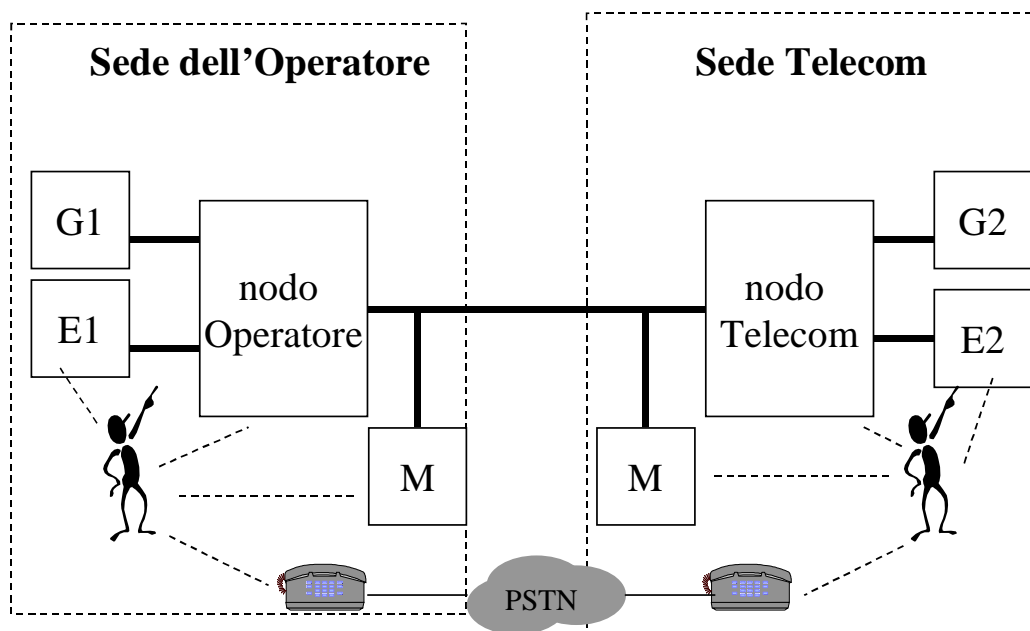 Sede dell’Operatore
Sede Telecom
G1
E1
nodo
Operatore
nodo
Telecom
G2
E2
M
M
PSTN